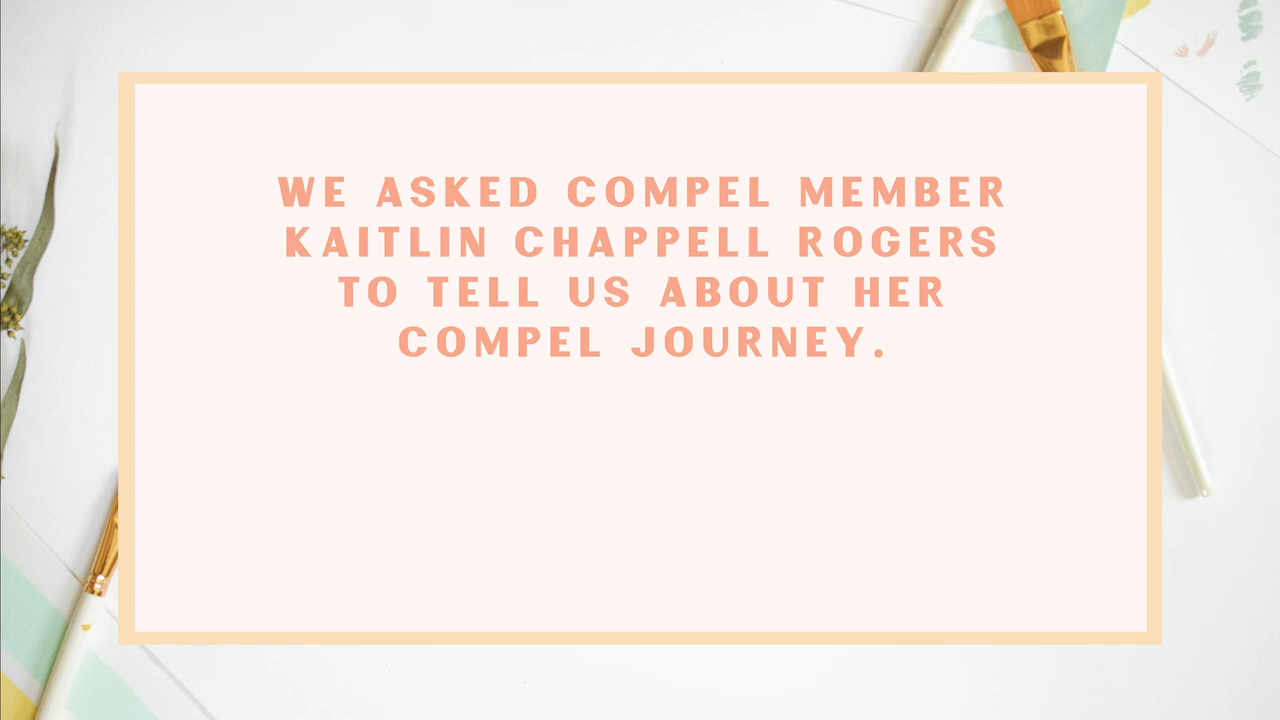 WE ASKED COMPEL MEMBER
KAITLIN CHAPPELL ROGERS
TO TELL US ABOUT HER
COMPEL JOURNEY.